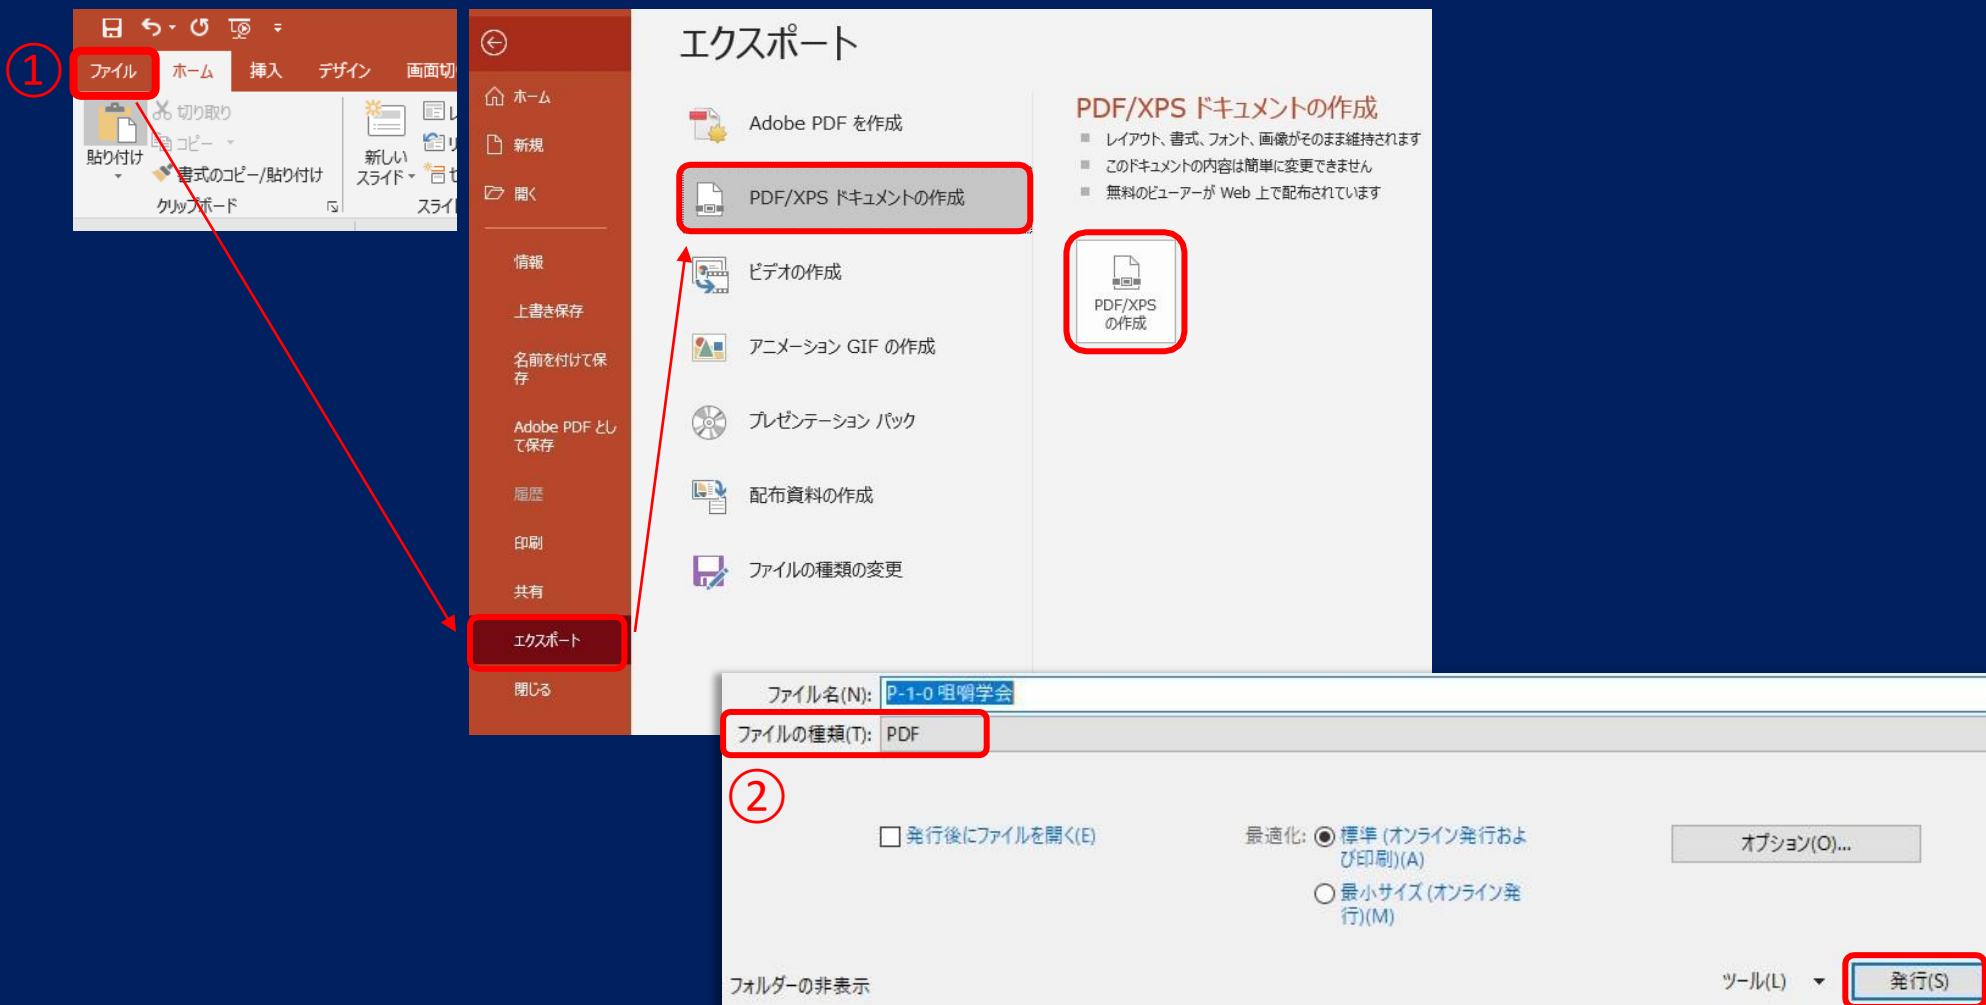 ①
ファイル
ホーム
挿入
デザイン
画面切
切り取り
コピー
書式のコピー/貼り付け
貼り付け
クリップボード
新しい
スライド
レ
リ
セ
スライ
ホーム
新規
開く
情報
上書き保存
名前を付けて保
存
Adobe PDF とし
て保存
履歴
印刷
共有
エクスポート
閉じる
エクスポート
Adobe PDF を作成
PDF/XPS ドキュメントの作成
ビデオの作成
アニメーション GIF の作成
プレゼンテーション パック
配布資料の作成
ファイルの種類の変更
PDF/XPS ドキュメントの作成
レイアウト、書式、フォント、画像がそのまま維持されます
このドキュメントの内容は簡単に変更できません
無料のビューアーが Web 上で配布されています
PDF/XPS
の作成
ファイル名(N): P-1-0 咀嚼学会
ファイルの種類(T): PDF
②
発行後にファイルを開く(E)
最適化: 標準 (オンライン発行およ
び印刷)(A)
最小サイズ (オンライン発
行)(M)
オプション(O)...
フォルダーの非表示
ツール(L)
発行(S)